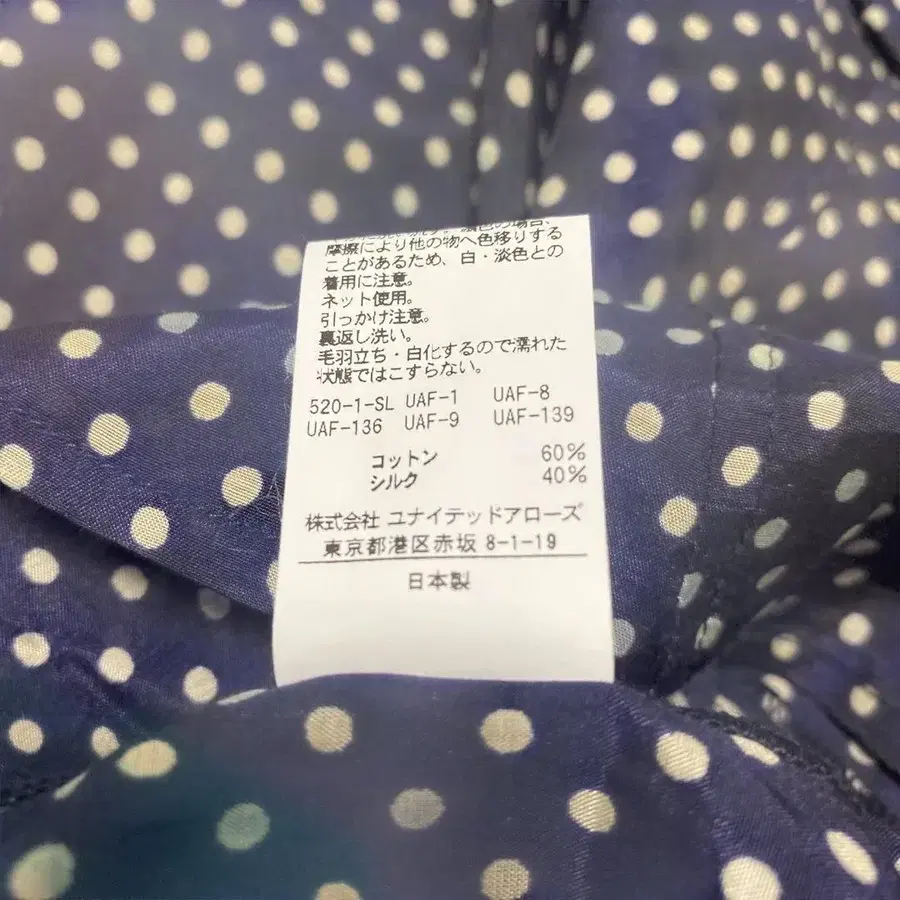 摩擦により他の物へ色移りする
ことがあるため、白・淡色との
着用に注意。
ネット使用。
引っかけ注意。
裏返し洗い。
毛羽立ち・白化するので濡れた
状態ではこすらない。
520-1-SL UAF-1 UAF-8
UAF-136 UAF-9 UAF-139
コットン 60%
シルク 40%
株式会社 ユナイテッドアローズ
東京都港区赤坂 8-1-19
日本製